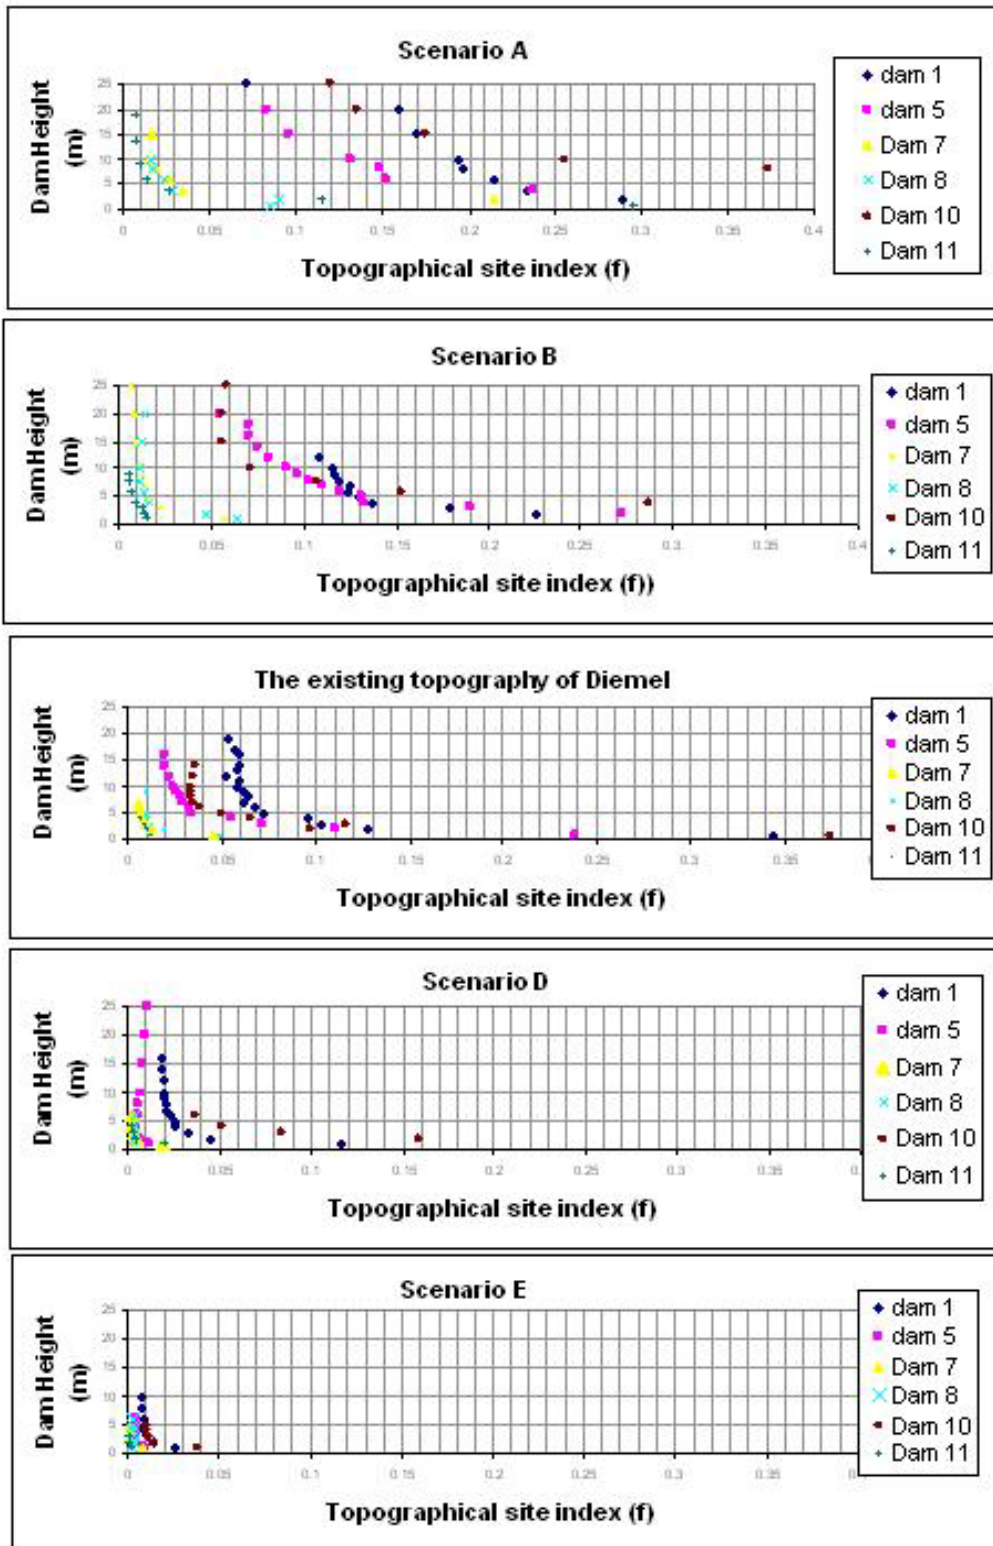 Scenario A
Dam Height (m)
25
20
15
10
5
0
0 0.05 0.1 0.15 0.2 0.25 0.3 0.35 0.4
Topographical site index (f)
dam 1
dam 5
Dam 7
Dam 8
Dam 10
Dam 11
Scenario B
Dam Height (m)
25
20
15
10
5
0
0 0.05 0.1 0.15 0.2 0.25 0.3 0.35 0.4
Topographical site index (f))
dam 1
dam 5
Dam 7
Dam 8
Dam 10
Dam 11
The existing topography of Diemel
Dam Height (m)
25
20
15
10
5
0
0 0.05 0.1 0.15 0.2 0.25 0.3 0.35
Topographical site index (f)
dam 1
dam 5
Dam 7
Dam 8
Dam 10
Dam 11
Scenario D
Dam Height (m)
25
20
15
10
5
0
0 0.05 0.1 0.15 0.2 0.25 0.3 0.35
Topographical site index (f)
dam 1
dam 5
Dam 7
Dam 8
Dam 10
Dam 11
Scenario E
Dam Height (m)
25
20
15
10
5
0
0 0.05 0.1 0.15 0.2 0.25 0.3 0.35
Topographical site index (f)
dam 1
dam 5
Dam 7
Dam 8
Dam 10
Dam 11